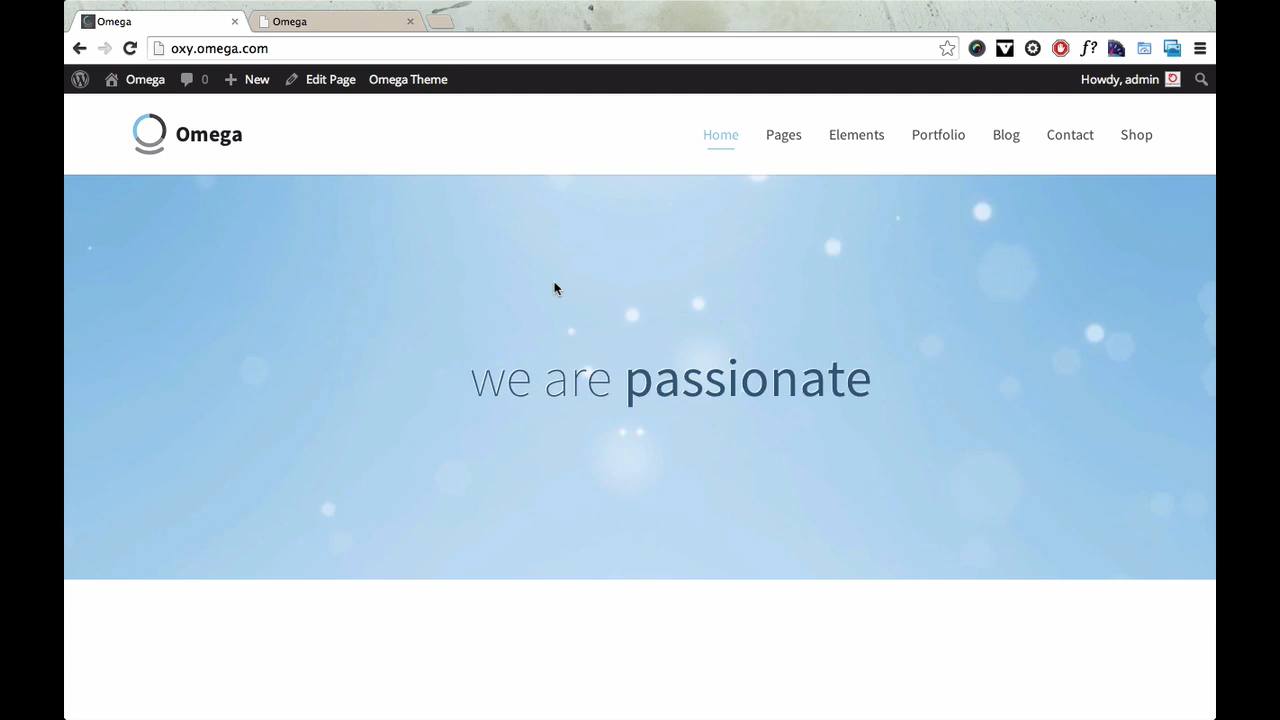 Omega
Omega
oxy.omega.com
f?
Omega 0 New Edit Page Omega Theme Howdy, admin
Omega
Home Pages Elements Portfolio Blog Contact Shop
we are passionate